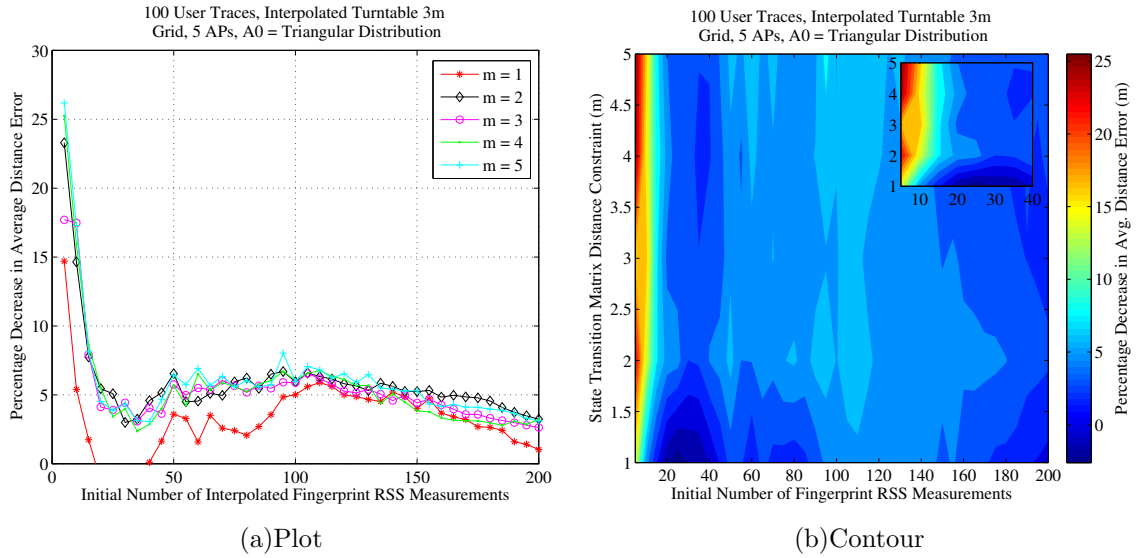 100 User Traces, Interpolated Turntable 3m
Grid, 5 APs, A0 = Triangular Distribution
Percentage Decrease in Average Distance Error
30
25
20
15
10
5
0
m = 1
m = 2
m = 3
m = 4
m = 5
0 50 100 150 200
Initial Number of Interpolated Fingerprint RSS Measurements
(a)Plot
100 User Traces, Interpolated Turntable 3m
Grid, 5 APs, A0 = Triangular Distribution
State Transition Matrix Distance Constraint (m)
5
4.5
4
3.5
3
2.5
2
1.5
1
5
4
3
2
1
10 20 30 40
20 40 60 80 100 120 140 160 180 200
Initial Number of Fingerprint RSS Measurements
25
20
15
10
5
0
Percentage Decrease in Avg. Distance Error (m)
(b)Contour